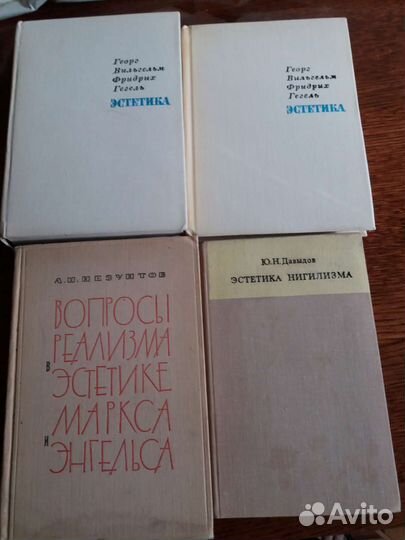 Георг
Вильгельм
Фридрих
Гегель
ЭСТЕТИКА
Георг
Вильгельм
Фридрих
Гегель
ЭСТЕТИКА
А.Н. ИЕЗУИТОВ
ВОПРОСЫ
РЕАЛИЗМА
В
ЭСТЕТИКЕ
МАРКСА
И
ЭНГЕЛЬСА
Ю.Н.Давыдов
ЭСТЕТИКА НИГИЛИЗМА
Avito